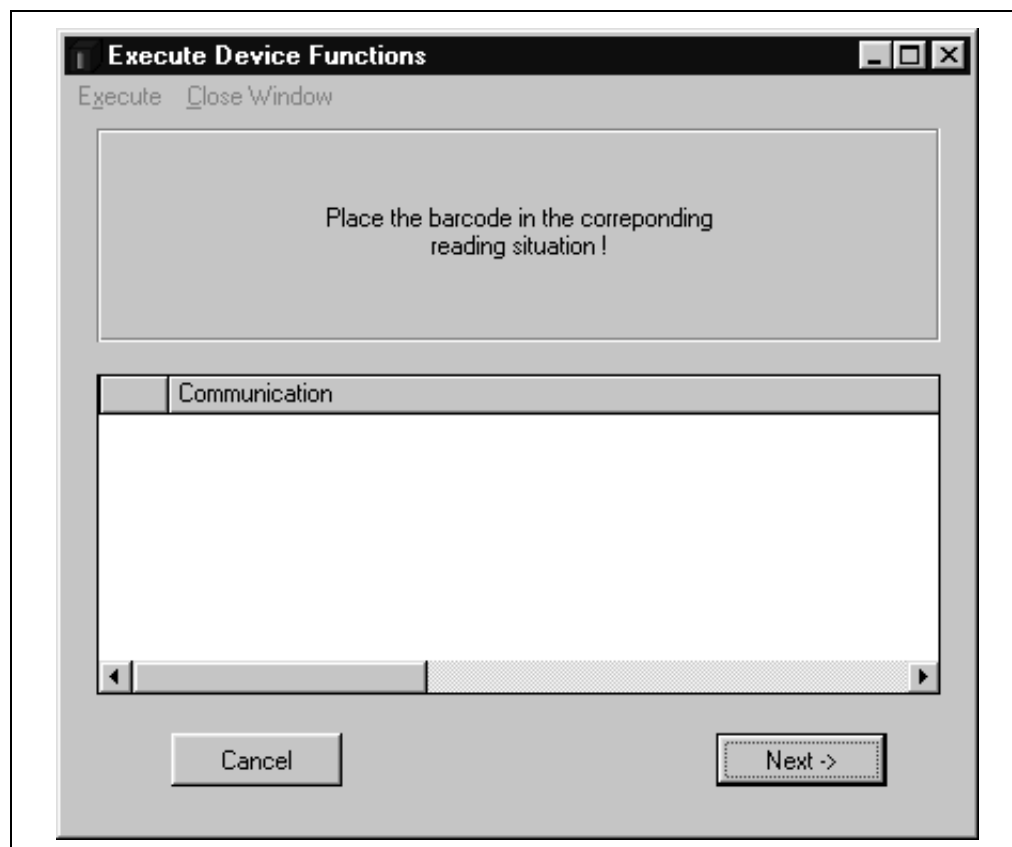 Execute Device Functions
Execute Close Window
Place the barcode in the correponding
reading situation !
Communication
Cancel Next ->